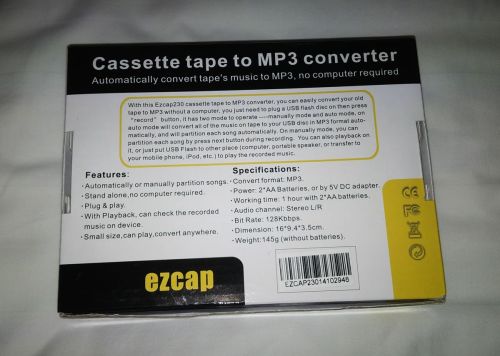 Cassette tape to MP3 converter
Automatically convert tape's music to MP3, no computer required
With this Ezcap230 cassette tape to MP3 converter, you can easily convert your old
tape to MP3 without a computer, you just need to plug a USB flash disc on then press
"record" button, it has two mode to operate ----manually mode and auto mode, on
auto mode will convert all of the music on tape to your USB disc in MP3 format auto-
matically, and will partition each song automatically. On manually mode, you can
partition each song by press next button during recording. You can also playback on
it, or just put USB Flash to other place (computer, portable speaker, or transfer to
your mobile phone, iPod, etc.) to play the recorded music.
Features:
·Automatically or manually partition songs.
·Stand alone,no computer required.
·Plug & play.
·With Playback, can check the recorded
music on device.
·Small size,can play,convert anywhere.
Specifications:
·Convert format: MP3.
·Power: 2*AA Batteries, or by 5V DC adapter.
·Working time: 1 hour with 2*AA batteries.
·Audio channel: Stereo L/R
·Bit Rate: 128Kbbps.
·Dimension: 16*9.4*3.5cm.
·Weight:145g (without batteries).
CE
FC
ezcap
EZCAP23014102946